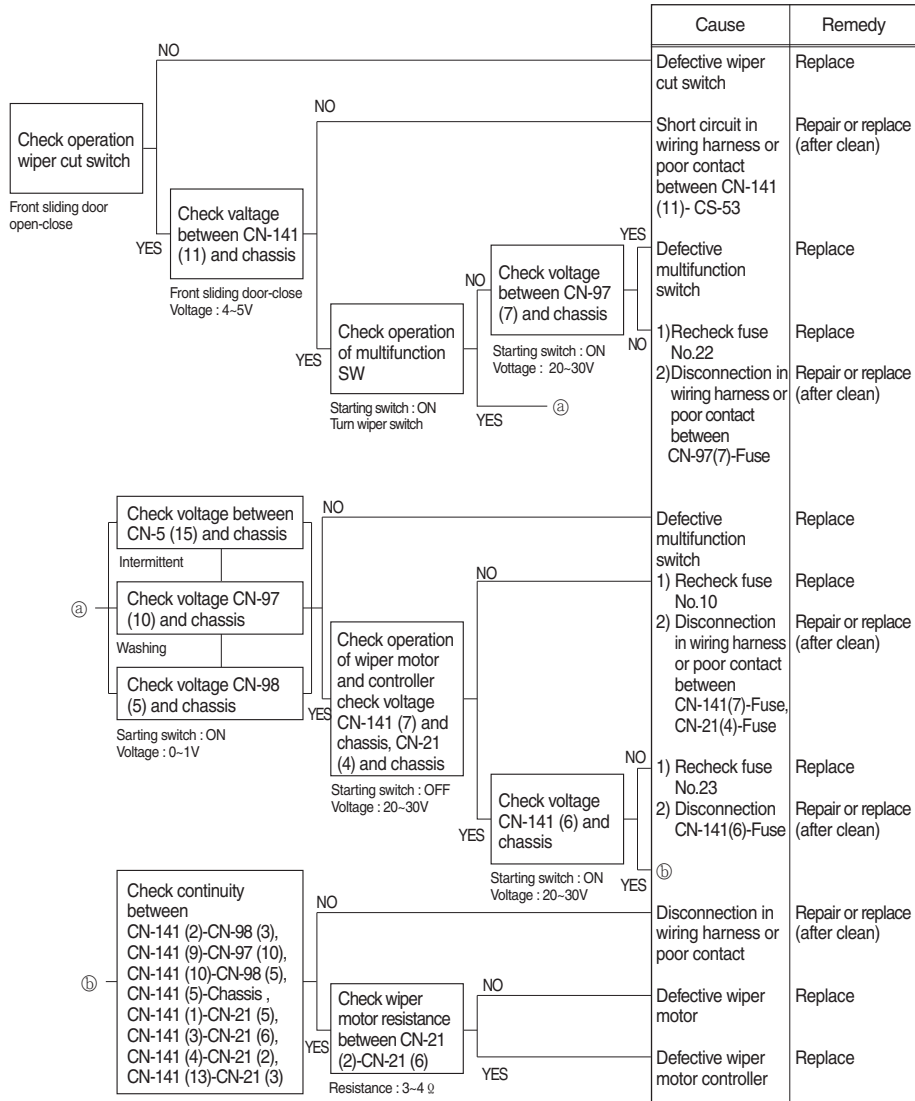 Cause
Remedy
NO
Defective wiper
cut switch
Replace
Check operation
wiper cut switch
Front sliding door
open-close
YES
NO
Short circuit in
wiring harness or
poor contact
between CN-141
(11)- CS-53
Repair or replace
(after clean)
Check valtage
between CN-141
(11) and chassis
Front sliding door-close
Voltage : 4~5V
YES
Check operation
of multifunction
SW
Starting switch : ON
Turn wiper switch
NO
Check voltage
between CN-97
(7) and chassis
Starting switch : ON
Vottage : 20~30V
YES
Defective
multifunction
switch
Replace
NO
1)Recheck fuse
No.22
Replace
2)Disconnection in
wiring harness or
poor contact
between
CN-97(7)-Fuse
Repair or replace
(after clean)
YES
ⓐ
ⓐ
Check voltage between
CN-5 (15) and chassis
Intermittent
Check voltage CN-97
(10) and chassis
Washing
Check voltage CN-98
(5) and chassis
Sarting switch : ON
Voltage : 0~1V
NO
Defective
multifunction
switch
Replace
YES
Check operation
of wiper motor
and controller
check voltage
CN-141 (7) and
chassis, CN-21
(4) and chassis
Starting switch : OFF
Voltage : 20~30V
NO
1) Recheck fuse
No.10
Replace
2) Disconnection
in wiring harness
or poor contact
between
CN-141(7)-Fuse,
CN-21(4)-Fuse
Repair or replace
(after clean)
YES
Check voltage
CN-141 (6) and
chassis
Starting switch : ON
Voltage : 20~30V
NO
1) Recheck fuse
No.23
Replace
2) Disconnection
CN-141(6)-Fuse
Repair or replace
(after clean)
YES
ⓑ
ⓑ
Check continuity
between
CN-141 (2)-CN-98 (3),
CN-141 (9)-CN-97 (10),
CN-141 (10)-CN-98 (5),
CN-141 (5)-Chassis ,
CN-141 (1)-CN-21 (5),
CN-141 (3)-CN-21 (6),
CN-141 (4)-CN-21 (2),
CN-141 (13)-CN-21 (3)
NO
Disconnection in
wiring harness or
poor contact
Repair or replace
(after clean)
YES
Check wiper
motor resistance
between CN-21
(2)-CN-21 (6)
Resistance : 3~4 Ω
NO
Defective wiper
motor
Replace
YES
Defective wiper
motor controller
Replace